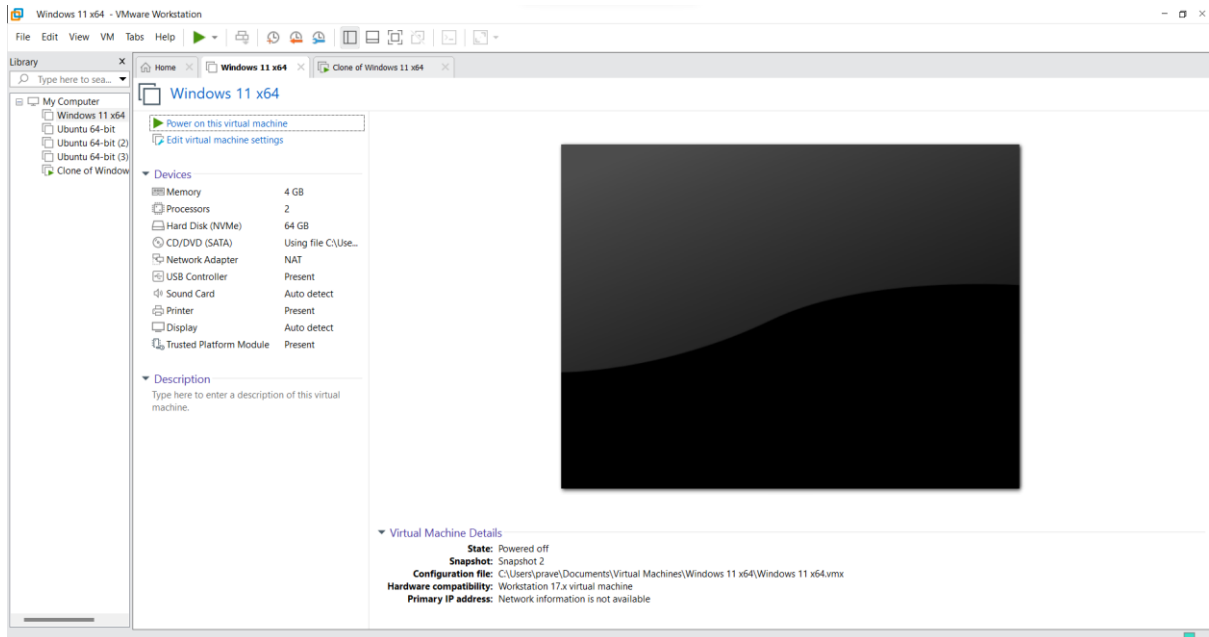 Windows 11 x64 - VMware Workstation
File Edit View VM Tabs Help
Library X
Type here to sea...
My Computer
Windows 11 x64
Ubuntu 64-bit
Ubuntu 64-bit (2)
Ubuntu 64-bit (3)
Clone of Window
Home Windows 11 x64 Clone of Windows 11 x64
Windows 11 x64
Power on this virtual machine
Edit virtual machine settings
Devices
Memory 4 GB
Processors 2
Hard Disk (NVMe) 64 GB
CD/DVD (SATA) Using file C:\Use...
Network Adapter NAT
USB Controller Present
Sound Card Auto detect
Printer Present
Display Auto detect
Trusted Platform Module Present
Description
Type here to enter a description of this virtual
machine.
Virtual Machine Details
State: Powered off
Snapshot: Snapshot 2
Configuration file: C:\Users\prave\Documents\Virtual Machines\Windows 11 x64\Windows 11 x64.vmx
Hardware compatibility: Workstation 17.x virtual machine
Primary IP address: Network information is not available